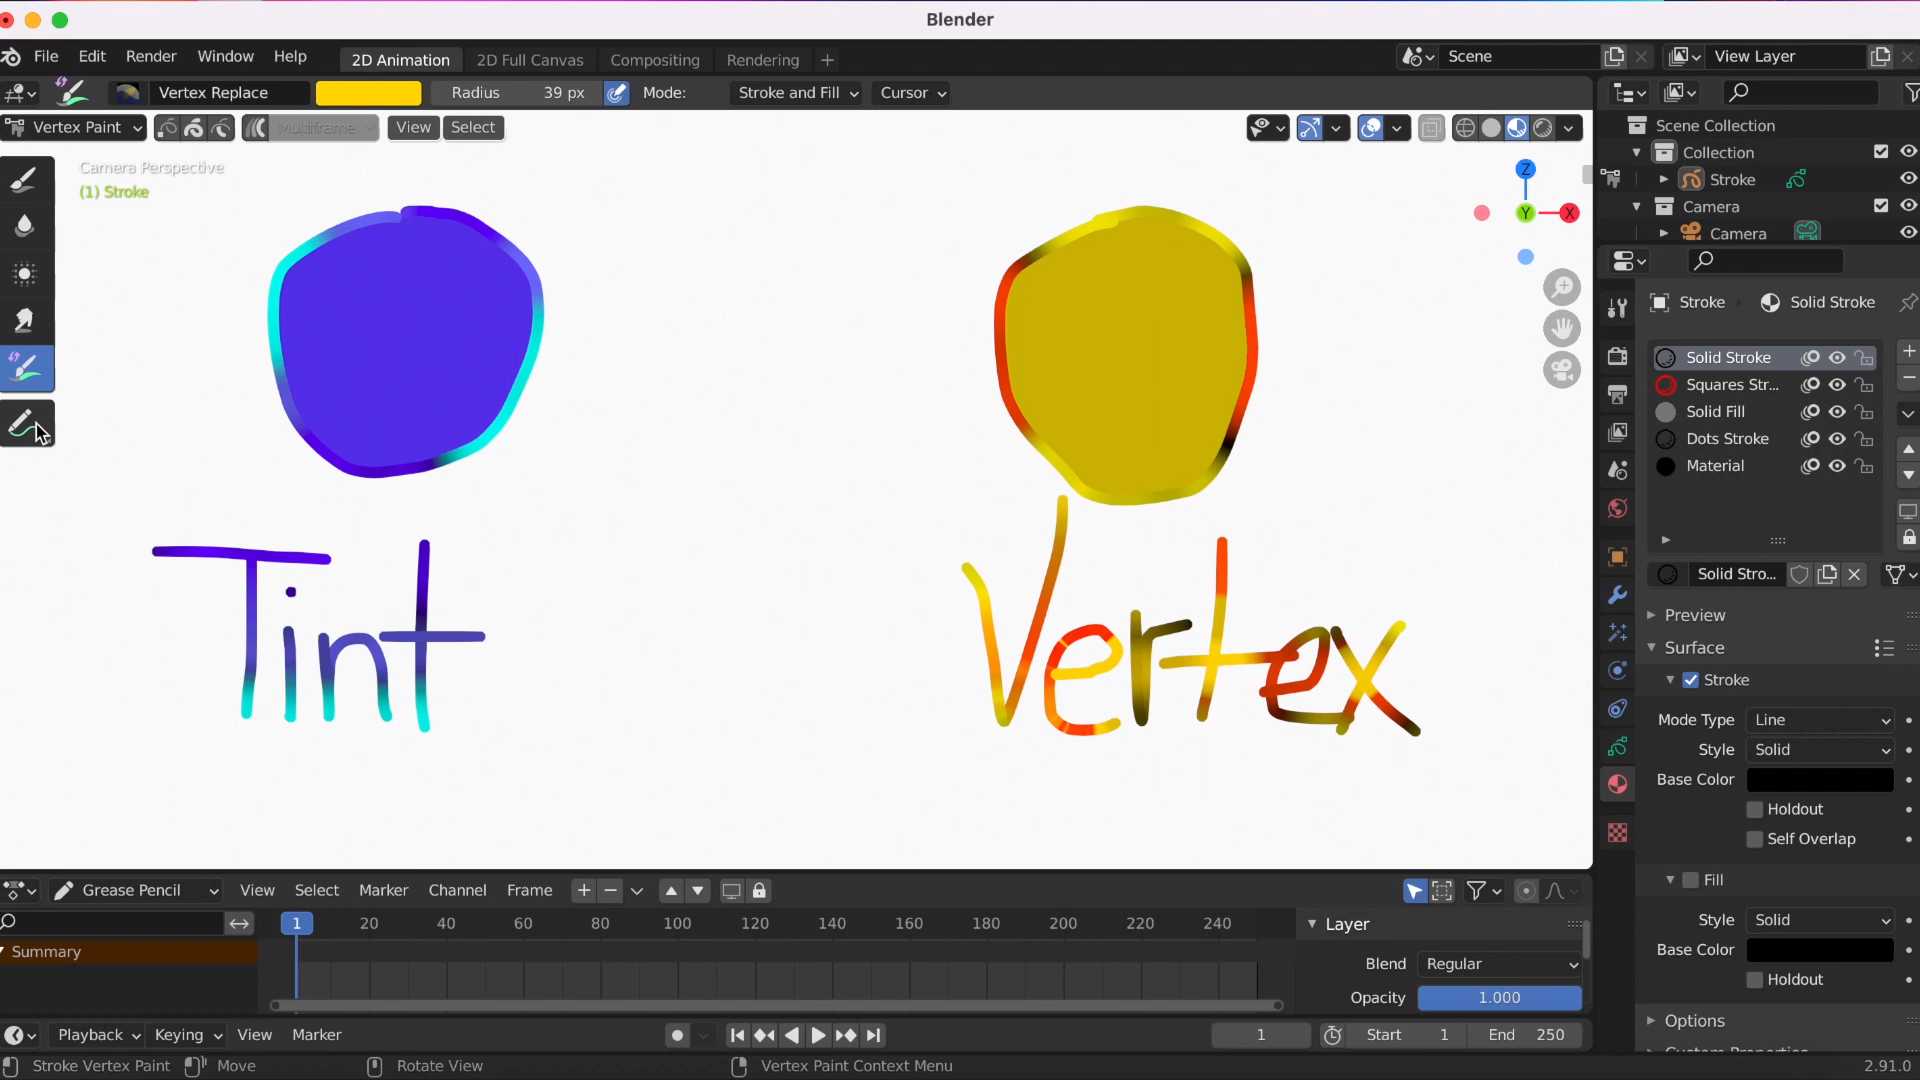 Blender
File Edit Render Window Help 2D Animation 2D Full Canvas Compositing Rendering + Scene View Layer
Vertex Replace Radius 39 px Mode: Stroke and Fill Cursor
Vertex Paint Multiframe View Select
Camera Perspective
(1) Stroke
Z
Y
X
Tint
Vertex
Scene Collection
Collection
Stroke
Camera
Camera
Stroke Solid Stroke
Solid Stroke
Squares Str...
Solid Fill
Dots Stroke
Material
Solid Stro...
Preview
Surface
Stroke
Mode Type Line
Style Solid
Base Color
Holdout
Self Overlap
Fill
Style Solid
Base Color
Holdout
Options
Grease Pencil View Select Marker Channel Frame
1 20 40 60 80 100 120 140 160 180 200 220 240
Summary
Layer
Blend Regular
Opacity 1.000
Playback Keying View Marker 1 Start 1 End 250
Stroke Vertex Paint Move Rotate View Vertex Paint Context Menu 2.91.0